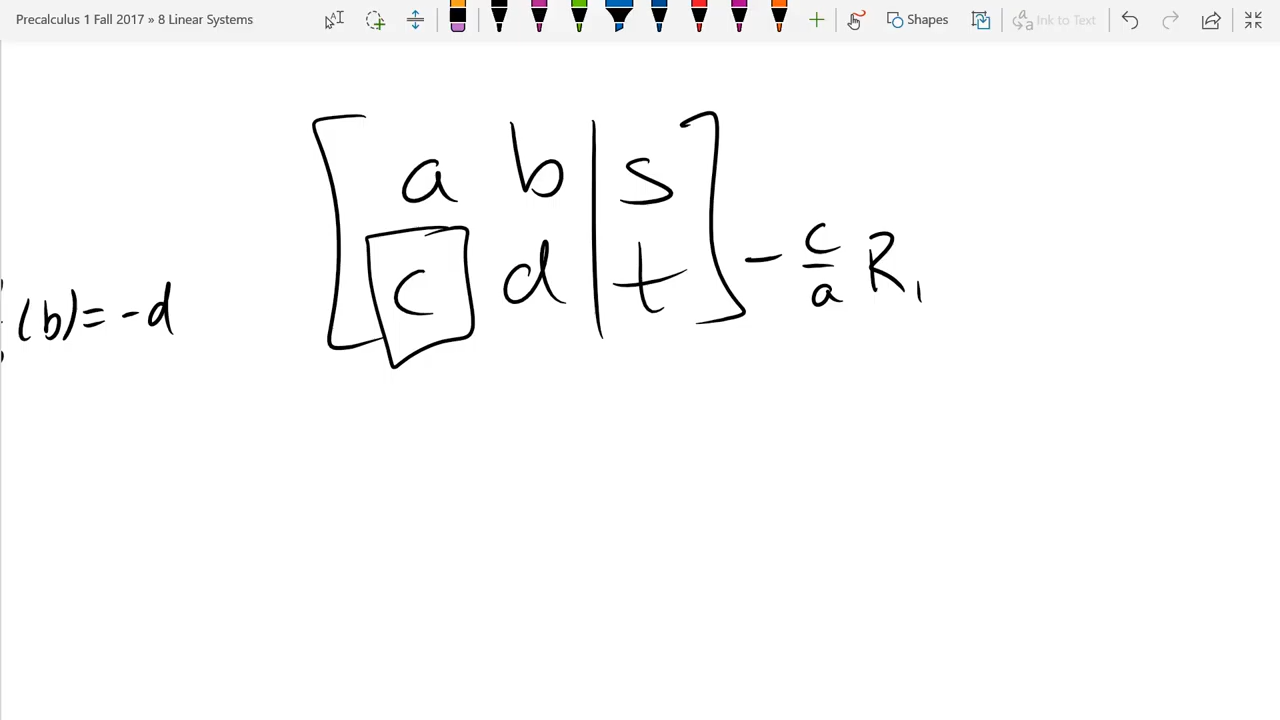 Precalculus 1 Fall 2017 » 8 Linear Systems
Shapes
Ink to Text
a b | s
c d | t
- c/a R₁
(b) = -d